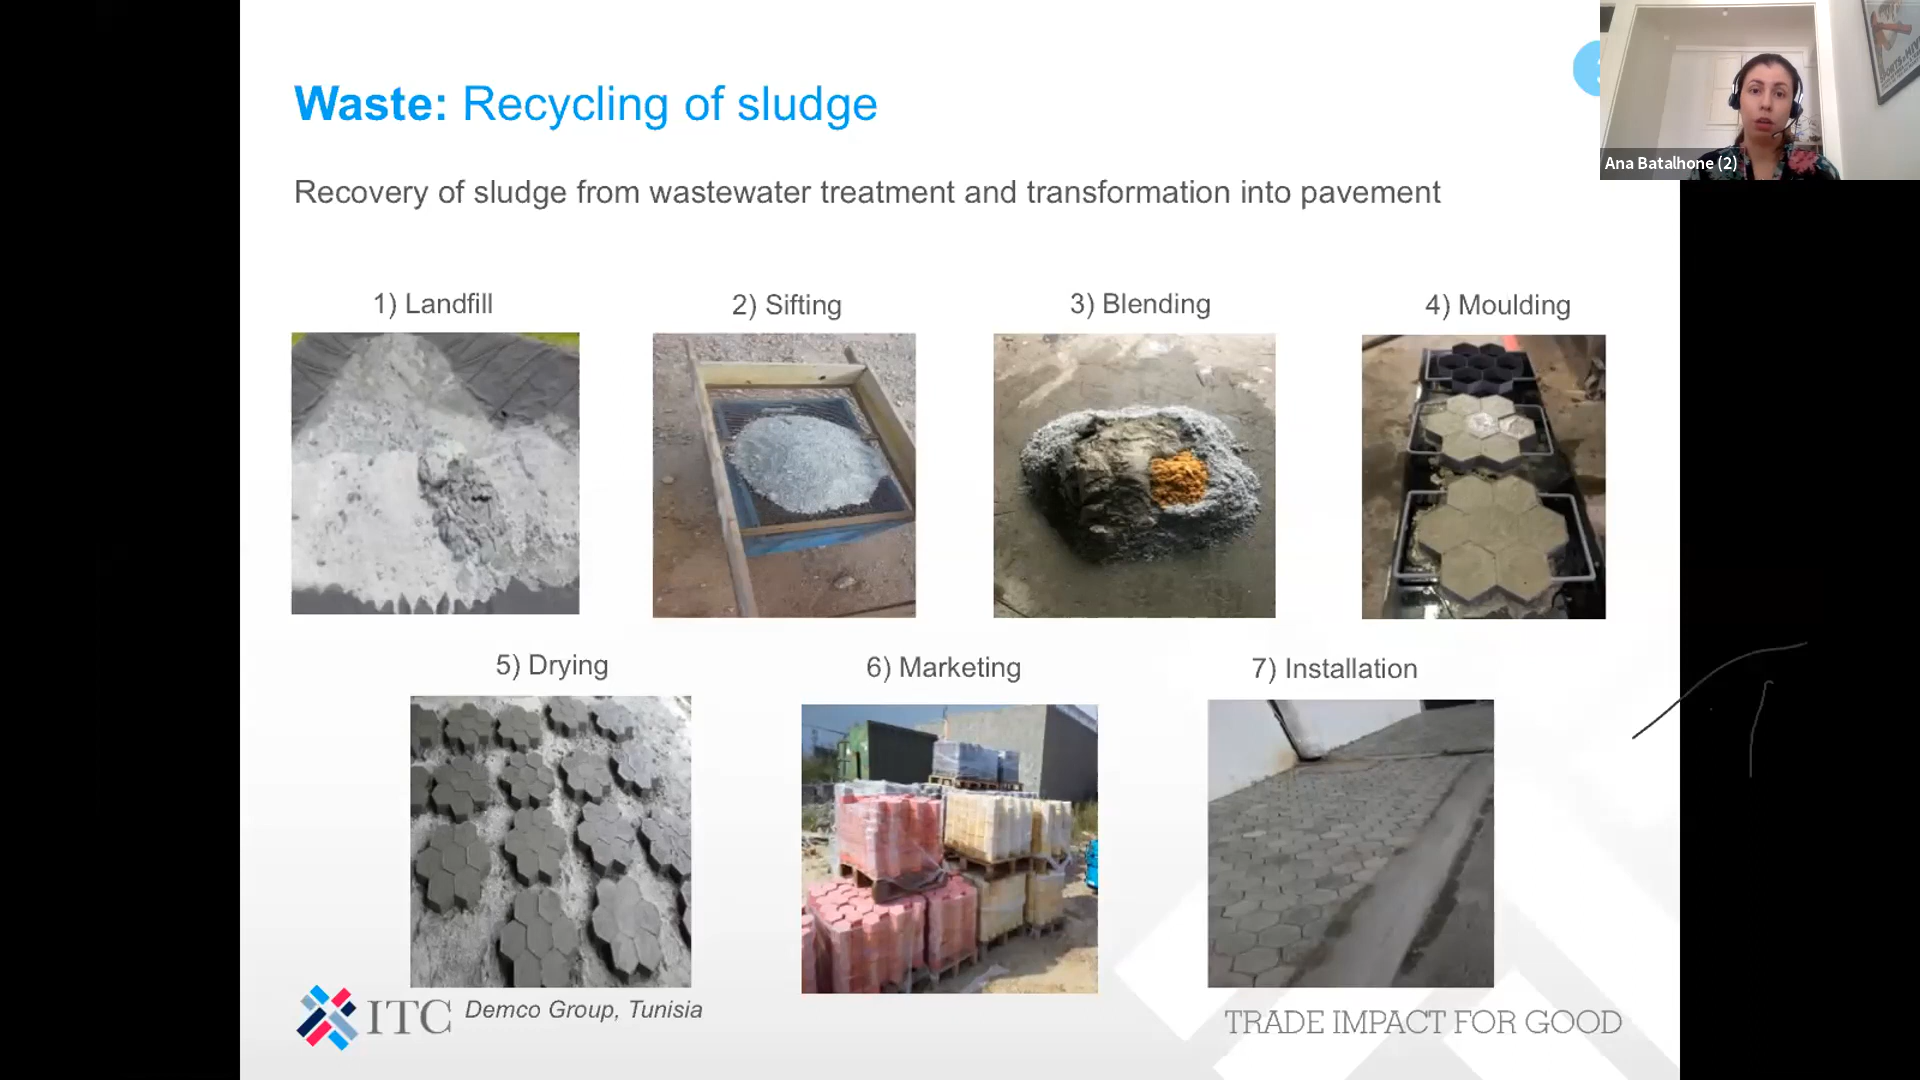 Waste: Recycling of sludge
Ana Batalhone (2)
Recovery of sludge from wastewater treatment and transformation into pavement
1) Landfill
2) Sifting
3) Blending
4) Moulding
5) Drying
6) Marketing
7) Installation
ITC
Demco Group, Tunisia
TRADE IMPACT FOR GOOD